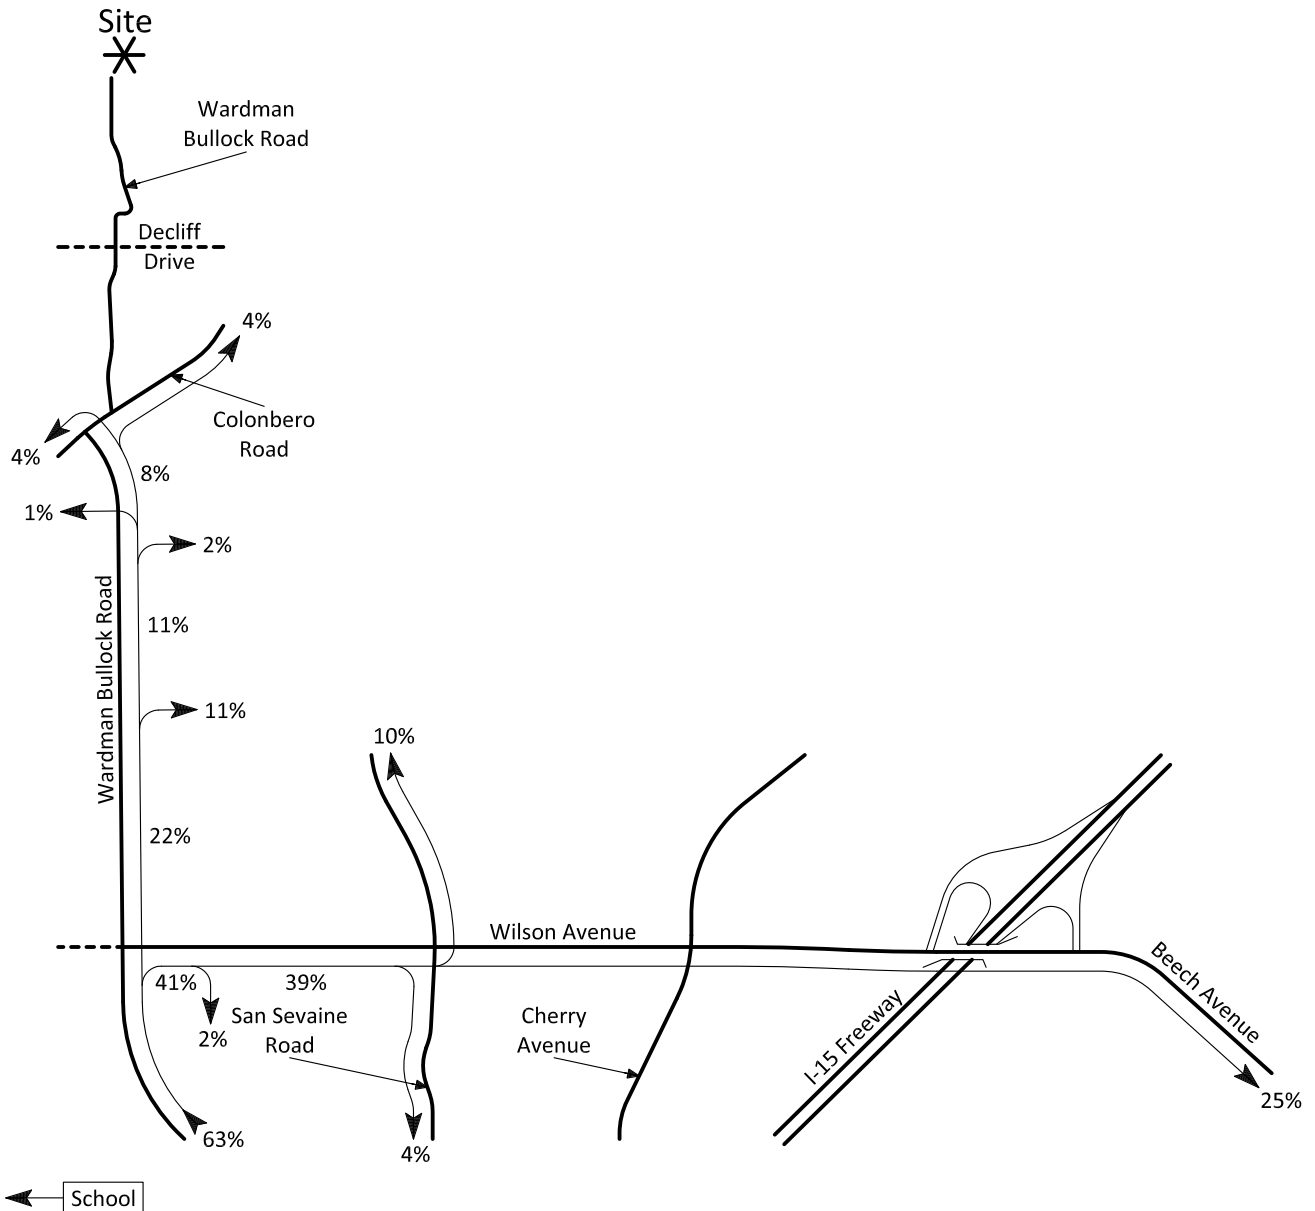 Site
Wardman
Bullock Road
Decliff
Drive
4%
Colonbero
Road
4%
8%
1%
2%
Wardman Bullock Road
11%
11%
10%
22%
Wilson Avenue
Beech Avenue
41%
39%
2%
San Sevaine
Road
Cherry
Avenue
I-15 Freeway
25%
63%
4%
School